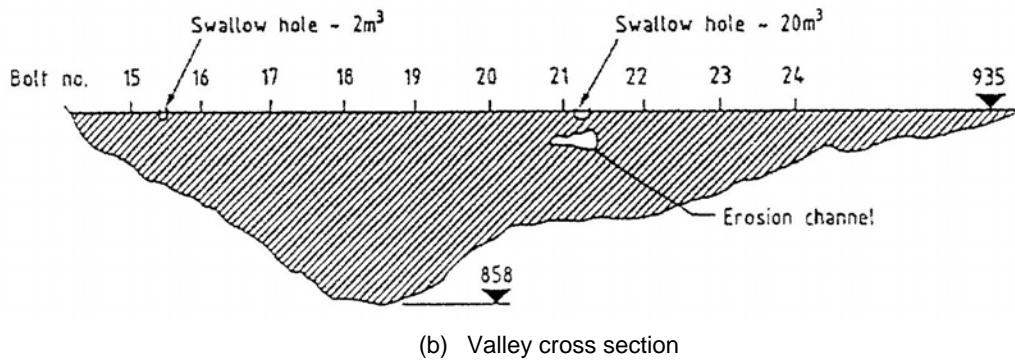 Swallow hole ~ 2m³ Swallow hole ~ 20m³
Bolt no. 15 16 17 18 19 20 21 22 23 24 935
Erosion channel
858
(b) Valley cross section